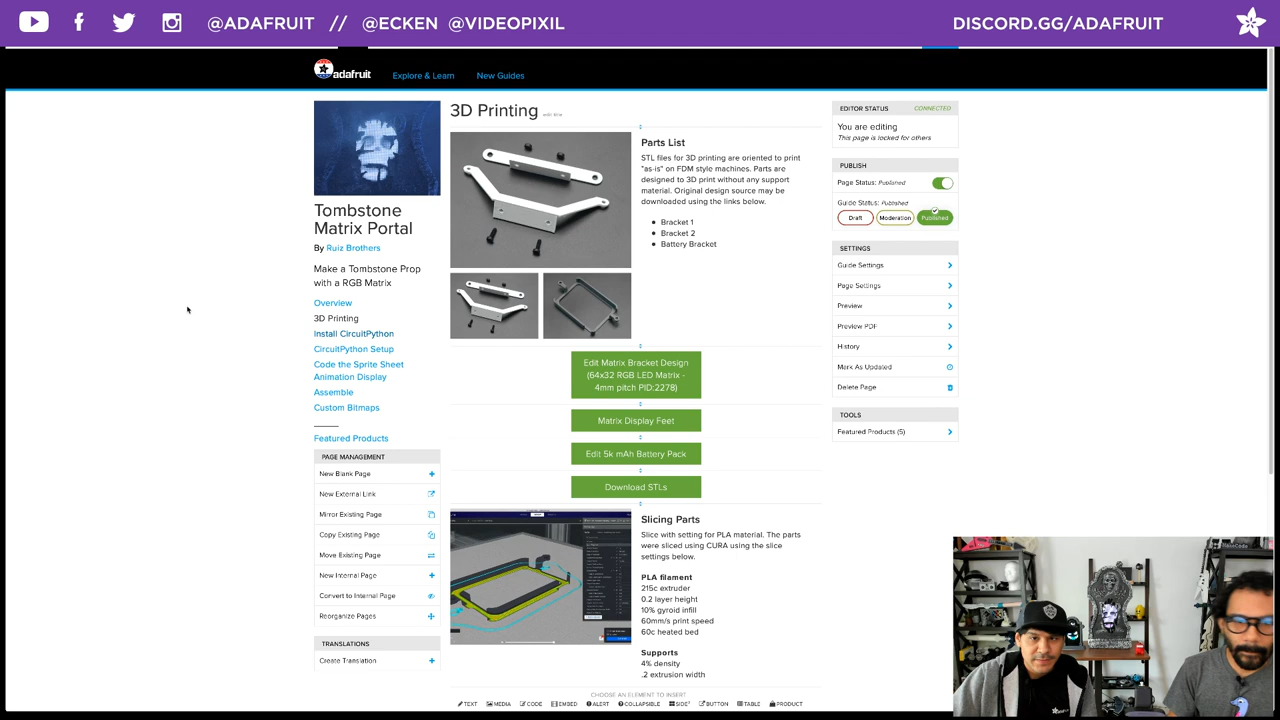 @ADAFRUIT // @ECKEN @VIDEOPIXIL
DISCORD.GG/ADAFRUIT
adafruit
Explore & Learn
New Guides
Tombstone
Matrix Portal
By Ruiz Brothers
Make a Tombstone Prop
with a RGB Matrix
Overview
3D Printing
Install CircuitPython
CircuitPython Setup
Code the Sprite Sheet
Animation Display
Assemble
Custom Bitmaps
Featured Products
PAGE MANAGEMENT
New Blank Page
New External Link
Mirror Existing Page
Copy Existing Page
Move Existing Page
New Internal Page
Convert to Internal Page
Reorganize Pages
TRANSLATIONS
Create Translation
3D Printing
Parts List
STL files for 3D printing are oriented to print
"as-is" on FDM style machines. Parts are
designed to 3D print without any support
material. Original design source may be
downloaded using the links below.
Bracket 1
Bracket 2
Battery Bracket
Edit Matrix Bracket Design
(64x32 RGB LED Matrix -
4mm pitch PID:2278)
Matrix Display Feet
Edit 5k mAh Battery Pack
Download STLs
Slicing Parts
Slice with setting for PLA material. The parts
were sliced using CURA using the slice
settings below.
PLA filament
215c extruder
0.2 layer height
10% gyroid infill
60mm/s print speed
60c heated bed
Supports
4% density
.2 extrusion width
CHOOSE AN ELEMENT TO INSERT
TEXT MEDIA CODE EMBED ALERT COLLAPSIBLE SIDE² BUTTON TABLE PRODUCT
EDITOR STATUS CONNECTED
You are editing
This page is locked for others
PUBLISH
Page Status: Published
Guide Status: Published
Draft Moderation Published
SETTINGS
Guide Settings
Page Settings
Preview
Preview PDF
History
Mark As Updated
Delete Page
TOOLS
Featured Products (5)